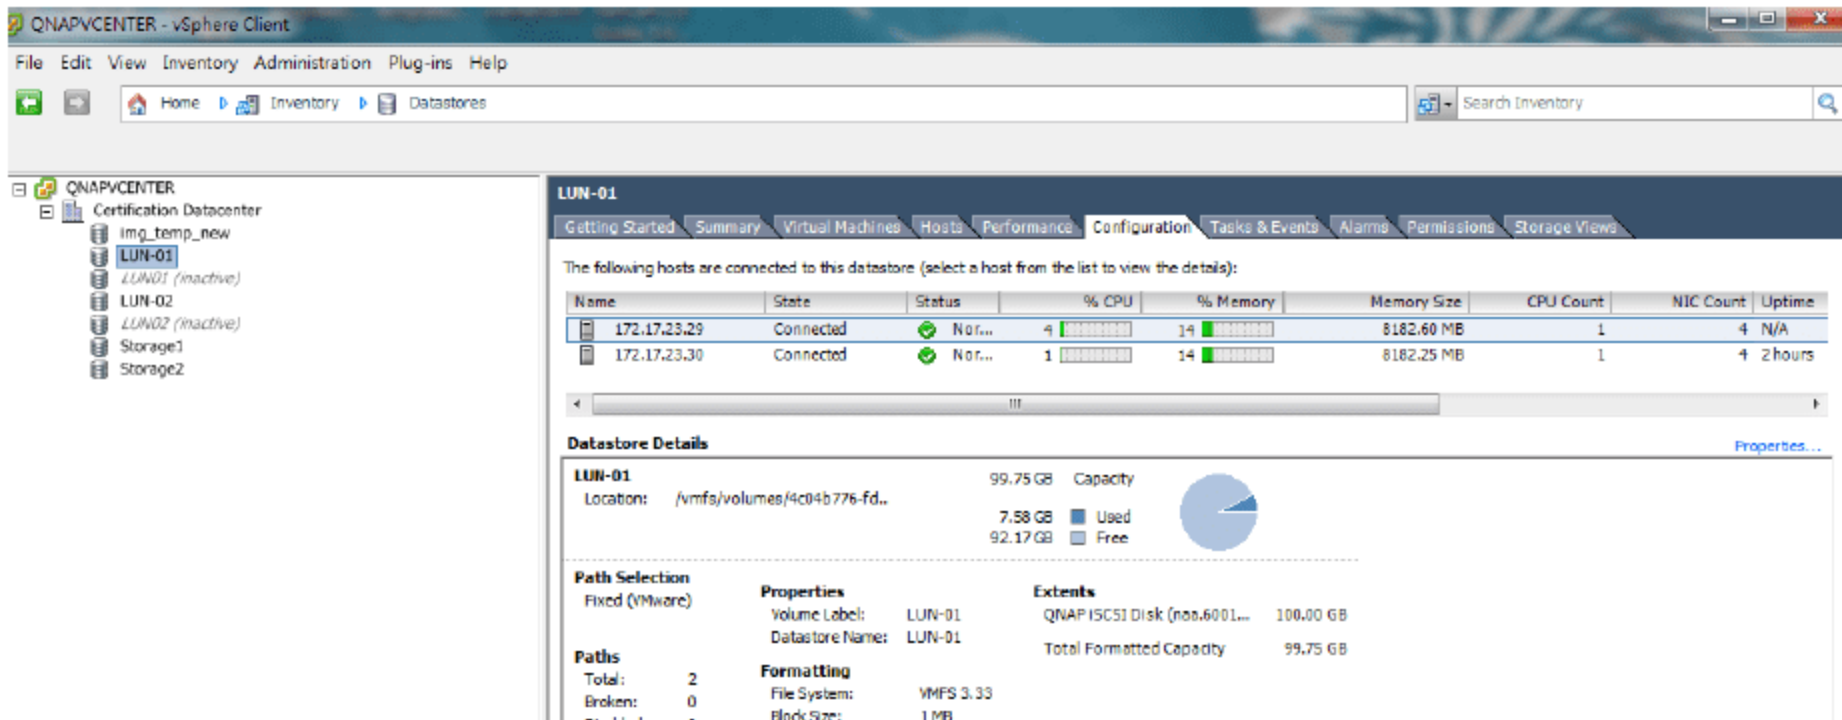 QNAPVCENTER - vSphere Client
File Edit View Inventory Administration Plug-ins Help
Home Inventory Datastores
Search Inventory
QNAPVCENTER
Certification Datacenter
img_temp_new
LUN-01
LUN01 (inactive)
LUN-02
LUN02 (inactive)
Storage1
Storage2
LUN-01
Getting Started Summary Virtual Machines Hosts Performance Configuration Tasks & Events Alarms Permissions Storage Views
The following hosts are connected to this datastore (select a host from the list to view the details):
Name State Status % CPU % Memory Memory Size CPU Count NIC Count Uptime
172.17.23.29 Connected Nor... 4 14 8182.60 MB 1 4 N/A
172.17.23.30 Connected Nor... 1 14 8182.25 MB 1 4 2 hours
Datastore Details
Properties...
LUN-01
Location: /vmfs/volumes/4c04b776-fd..
99.75 GB Capacity
7.58 GB Used
92.17 GB Free
Path Selection
Fixed (VMware)
Paths
Total: 2
Broken: 0
Properties
Volume Label: LUN-01
Datastore Name: LUN-01
Formatting
File System: VMFS 3.33
Block Size: 1 MB
Extents
QNAP iSCSI Disk (naa.6001... 100.00 GB
Total Formatted Capacity 99.75 GB